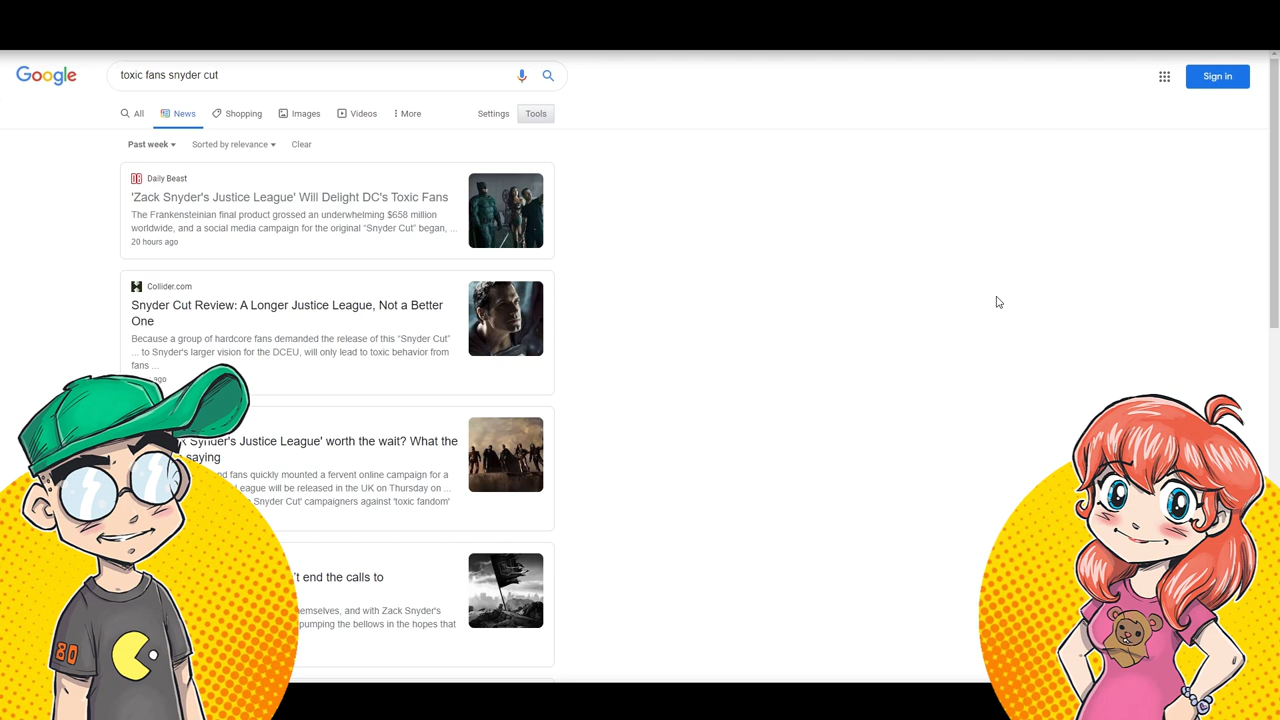 Google
toxic fans snyder cut
Sign in
All
News
Shopping
Images
Videos
More
Settings
Tools
Past week
Sorted by relevance
Clear
Daily Beast
'Zack Snyder's Justice League' Will Delight DC's Toxic Fans
The Frankensteinian final product grossed an underwhelming $658 million
worldwide, and a social media campaign for the original “Snyder Cut” began, ...
20 hours ago
Collider.com
Snyder Cut Review: A Longer Justice League, Not a Better
One
Because a group of hardcore fans demanded the release of this “Snyder Cut”
... to Snyder's larger vision for the DCEU, will only lead to toxic behavior from
fans ...
ago
Snyder's Justice League' worth the wait? What the
saying
fans quickly mounted a fervent online campaign for a
League will be released in the UK on Thursday on ...
Snyder Cut' campaigners against 'toxic fandom'
end the calls to
and with Zack Snyder's
pumping the bellows in the hopes that
80